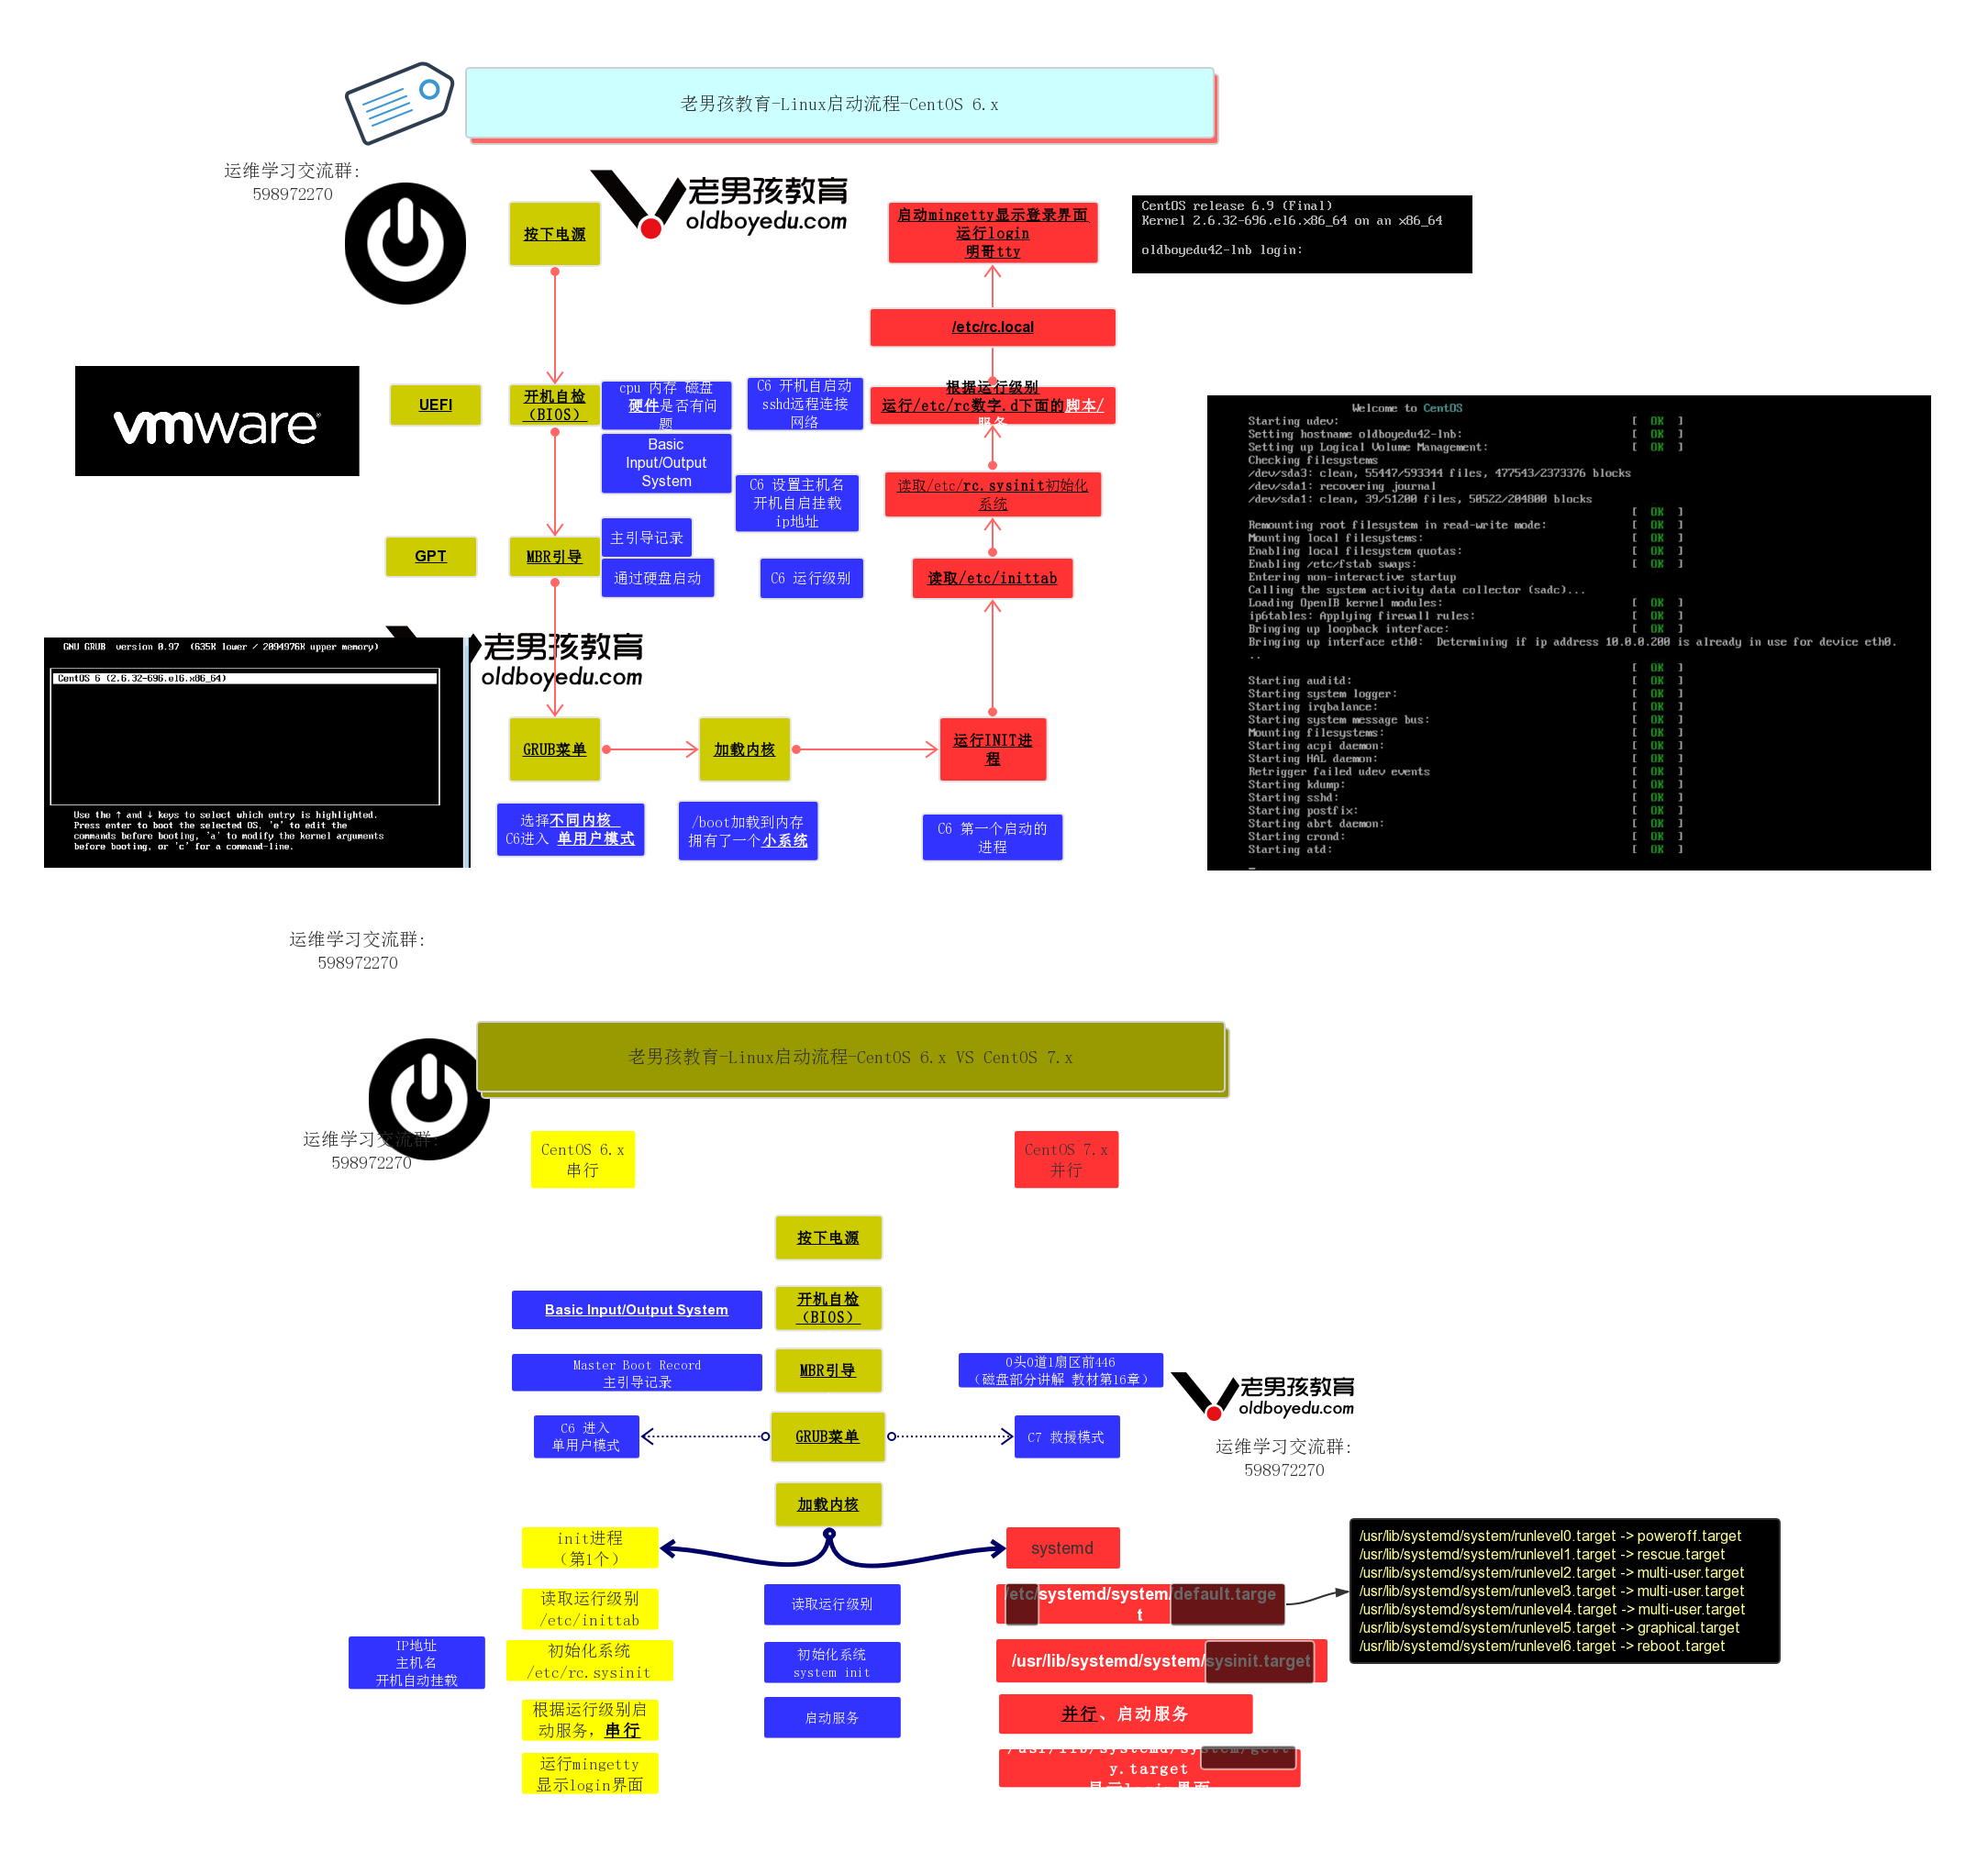 老男孩教育-Linux启动流程-CentOS 6.x
运维学习交流群:
598972270
老男孩教育
oldboyedu.com
按下电源
启动mingetty显示登录界面
运行login
明哥tty
CentOS release 6.9 (Final)
Kernel 2.6.32-696.el6.x86_64 on an x86_64
oldboyedu42-lnb login:
/etc/rc.local
vmware
UEFI
开机自检
（BIOS）
cpu 内存 磁盘
硬件是否有问
题
Basic
Input/Output
System
C6 开机自启动
sshd远程连接
网络
根据运行级别
运行/etc/rc数字.d下面的脚本/
服务
C6 设置主机名
开机自启挂载
ip地址
读取/etc/rc.sysinit初始化
系统
GPT
MBR引导
主引导记录
通过硬盘启动
C6 运行级别
读取/etc/inittab
Welcome to CentOS
Starting udev: [ OK ]
Setting hostname oldboyedu42-lnb: [ OK ]
Setting up Logical Volume Management: [ OK ]
Checking filesystems
/dev/sda3: clean, 55447/593344 files, 477543/2373376 blocks
/dev/sda1: recovering journal
/dev/sda1: clean, 39/51200 files, 50522/204800 blocks
[ OK ]
Remounting root filesystem in read-write mode: [ OK ]
Mounting local filesystems: [ OK ]
Enabling local filesystem quotas: [ OK ]
Enabling /etc/fstab swaps: [ OK ]
Entering non-interactive startup
Calling the system activity data collector (sadc)...
Loading OpenIB kernel modules: [ OK ]
ip6tables: Applying firewall rules: [ OK ]
Bringing up loopback interface: [ OK ]
Bringing up interface eth0:  Determining if ip address 10.0.0.200 is already in use for device eth0.
..
[ OK ]
Starting auditd: [ OK ]
Starting system logger: [ OK ]
Starting irqbalance: [ OK ]
Starting system message bus: [ OK ]
Mounting filesystems: [ OK ]
Starting acpi daemon: [ OK ]
Starting HAL daemon: [ OK ]
Retrigger failed udev events [ OK ]
Starting kdump: [ OK ]
Starting sshd: [ OK ]
Starting postfix: [ OK ]
Starting abrt daemon: [ OK ]
Starting crond: [ OK ]
Starting atd: [ OK ]
GNU GRUB  version 0.97  (635K lower / 2094976K upper memory)
CentOS 6 (2.6.32-696.el6.x86_64)
Use the ↑ and ↓ keys to select which entry is highlighted.
Press enter to boot the selected OS, 'e' to edit the
commands before booting, 'a' to modify the kernel arguments
before booting, or 'c' for a command-line.
老男孩教育
oldboyedu.com
GRUB菜单
加载内核
运行INIT进
程
选择不同内核
C6进入 单用户模式
/boot加载到内存
拥有了一个小系统
C6 第一个启动的
进程
运维学习交流群:
598972270
老男孩教育-Linux启动流程-CentOS 6.x VS CentOS 7.x
运维学习交流群:
598972270
CentOS 6.x
串行
CentOS 7.x
并行
按下电源
Basic Input/Output System
开机自检
（BIOS）
Master Boot Record
主引导记录
MBR引导
0头0道1扇区前446
（磁盘部分讲解 教材第16章）
老男孩教育
oldboyedu.com
C6 进入
单用户模式
GRUB菜单
C7 救援模式
运维学习交流群:
598972270
加载内核
init进程
（第1个）
systemd
/usr/lib/systemd/system/runlevel0.target -> poweroff.target
/usr/lib/systemd/system/runlevel1.target -> rescue.target
/usr/lib/systemd/system/runlevel2.target -> multi-user.target
/usr/lib/systemd/system/runlevel3.target -> multi-user.target
/usr/lib/systemd/system/runlevel4.target -> multi-user.target
/usr/lib/systemd/system/runlevel5.target -> graphical.target
/usr/lib/systemd/system/runlevel6.target -> reboot.target
读取运行级别
/etc/inittab
读取运行级别
/etc/systemd/system/default.targe
t
IP地址
主机名
开机自动挂载
初始化系统
/etc/rc.sysinit
初始化系统
system init
/usr/lib/systemd/system/sysinit.target
根据运行级别启
动服务，串行
启动服务
并行、启动服务
运行mingetty
显示login界面
/usr/lib/systemd/system/gett
y.target
显示login界面